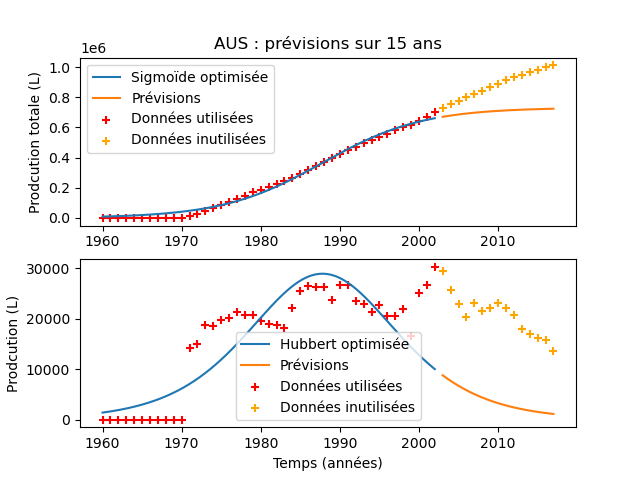 AUS : prévisions sur 15 ans
1e6
Prodcution totale (L)
1.0
0.8
0.6
0.4
0.2
0.0
Sigmoïde optimisée
Prévisions
Données utilisées
Données inutilisées
1960 1970 1980 1990 2000 2010
Prodcution (L)
30000
20000
10000
0
Hubbert optimisée
Prévisions
Données utilisées
Données inutilisées
1960 1970 1980 1990 2000 2010
Temps (années)